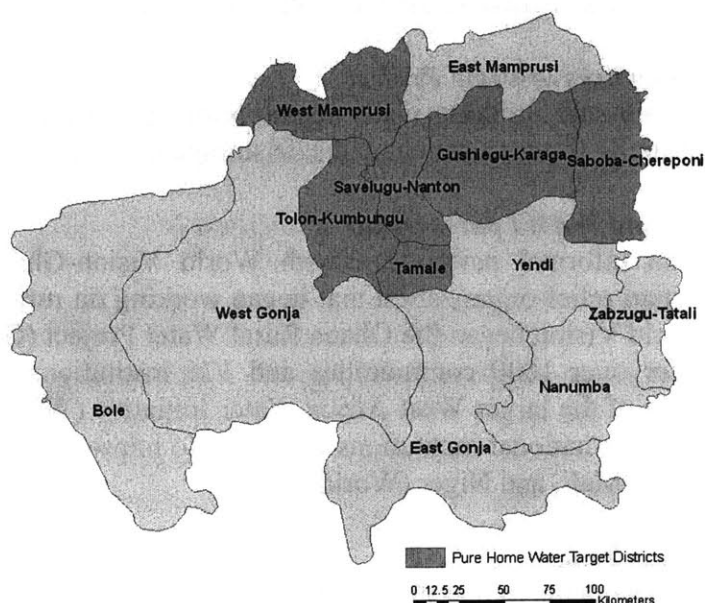 East Mamprusi
West Mamprusi
Gushiegu-Karaga
Saboba-Chereponi
Savelugu-Nanton
Tolon-Kumbungu
Tamale
Yendi
West Gonja
Zabzugu-Tatali
Nanumba
Bole
East Gonja
Pure Home Water Target Districts
0 12.5 25 50 75 100
Kilometers